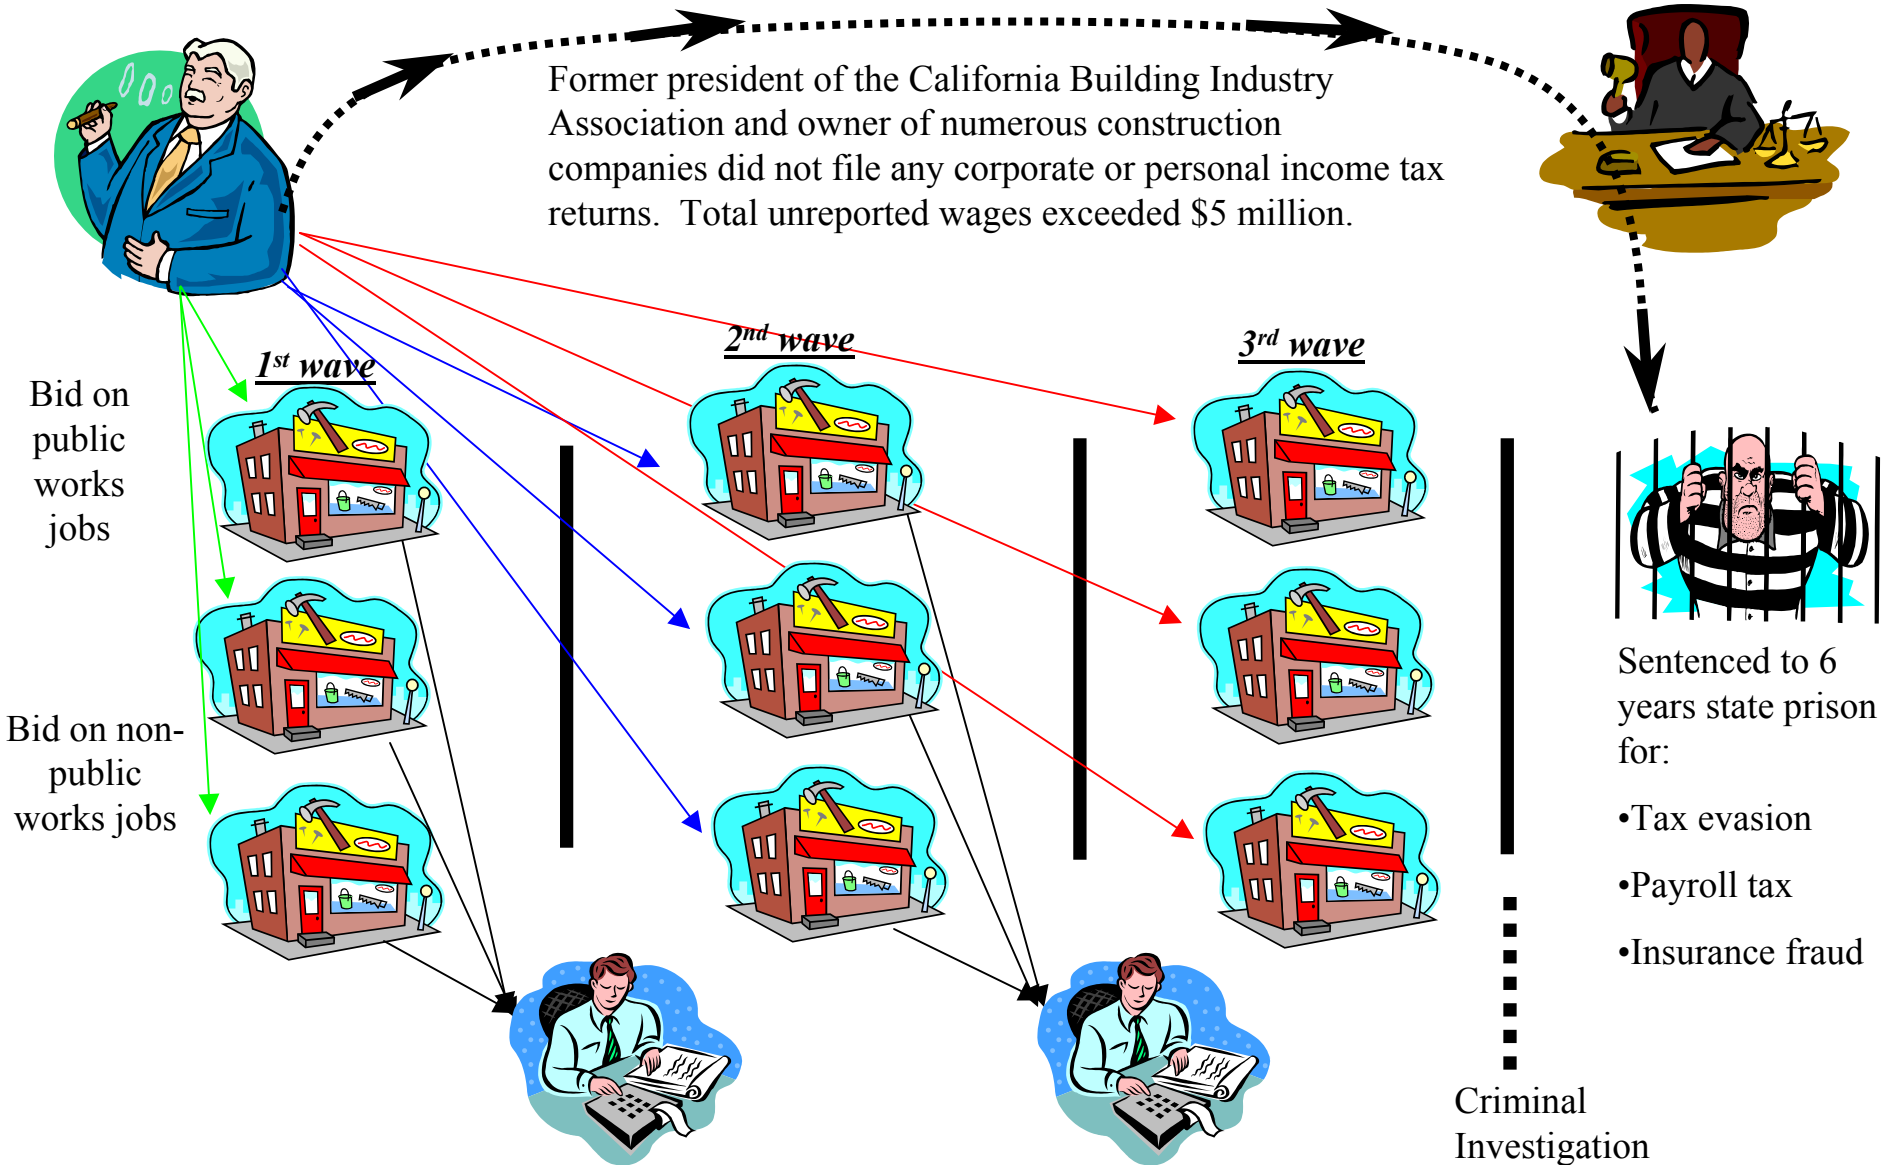 Former president of the California Building Industry
Association and owner of numerous construction
companies did not file any corporate or personal income tax
returns.  Total unreported wages exceeded $5 million.
1st wave
2nd wave
3rd wave
Bid on
public
works
jobs
Bid on non-
public
works jobs
Sentenced to 6
years state prison
for:
•Tax evasion
•Payroll tax
•Insurance fraud
Criminal
Investigation